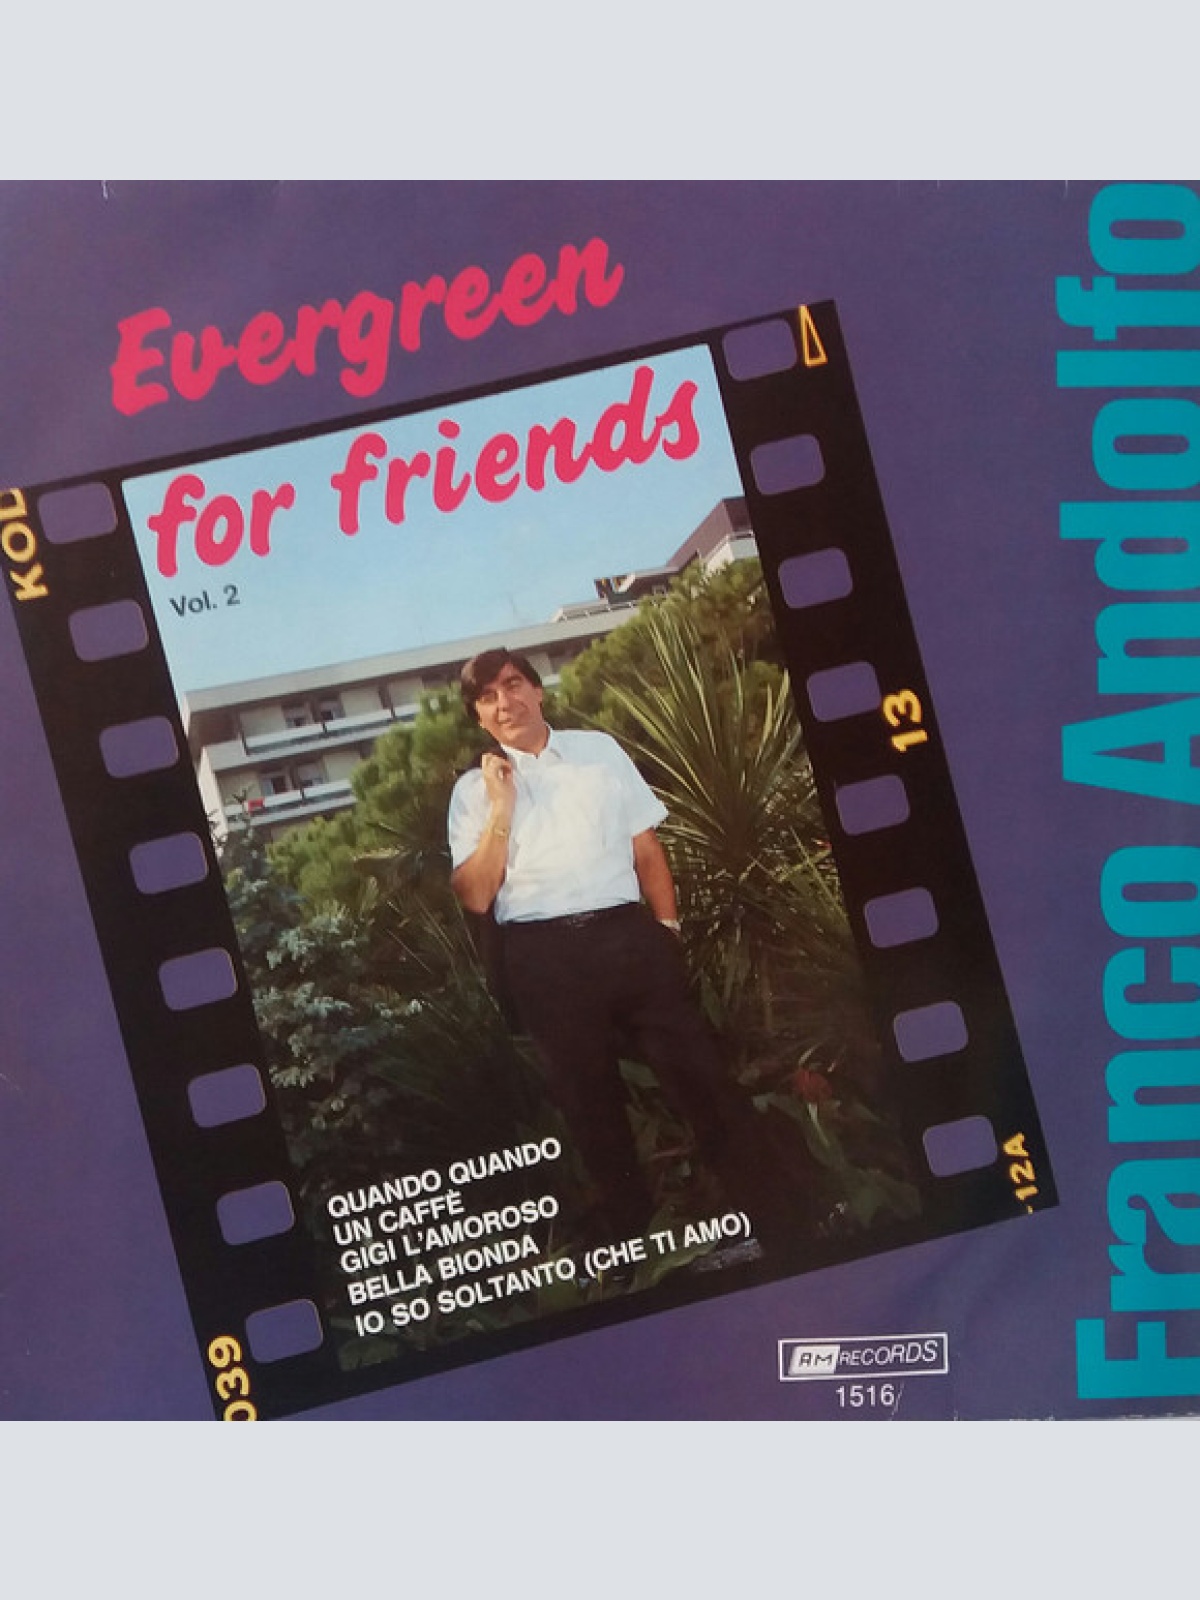 Evergreen
for friends
Vol. 2
Franco Andolfo
KOD
13
12A
039
QUANDO QUANDO
UN CAFFÈ
GIGI L'AMOROSO
BELLA BIONDA
IO SO SOLTANTO (CHE TI AMO)
AM RECORDS
1516